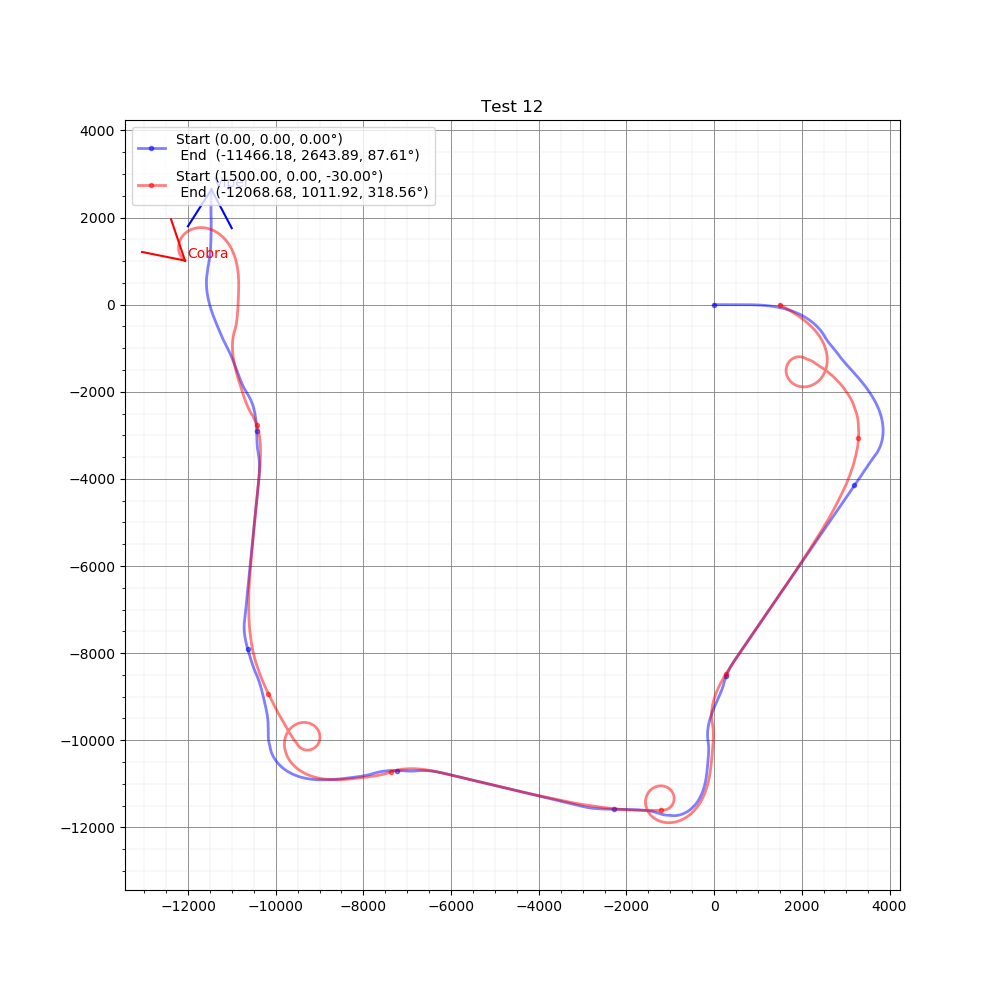 Test 12
Start (0.00, 0.00, 0.00°)
End  (-11466.18, 2643.89, 87.61°)
Start (1500.00, 0.00, -30.00°)
End  (-12068.68, 1011.92, 318.56°)
Cobra
4000
2000
0
−2000
−4000
−6000
−8000
−10000
−12000
−12000 −10000 −8000 −6000 −4000 −2000 0 2000 4000